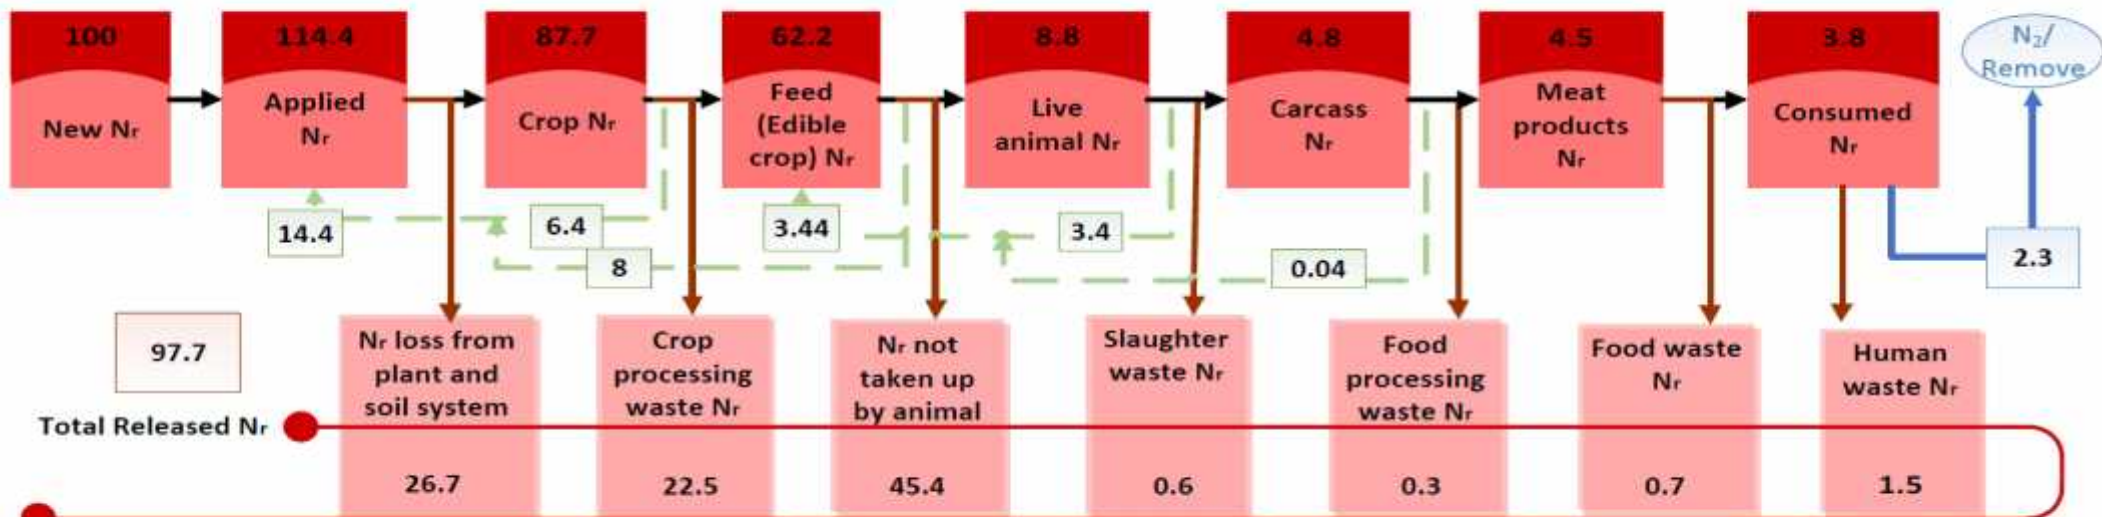 100
New Nr
114.4
Applied
Nr
87.7
Crop Nr
62.2
Feed
(Edible
crop) Nr
8.8
Live
animal Nr
4.8
Carcass
Nr
4.5
Meat
products
Nr
3.8
Consumed
Nr
N2/
Remove
14.4
6.4
8
3.44
3.4
0.04
2.3
97.7
Total Released Nr
Nr loss from
plant and
soil system
26.7
Crop
processing
waste Nr
22.5
Nr not
taken up
by animal
45.4
Slaughter
waste Nr
0.6
Food
processing
waste Nr
0.3
Food waste
Nr
0.7
Human
waste Nr
1.5